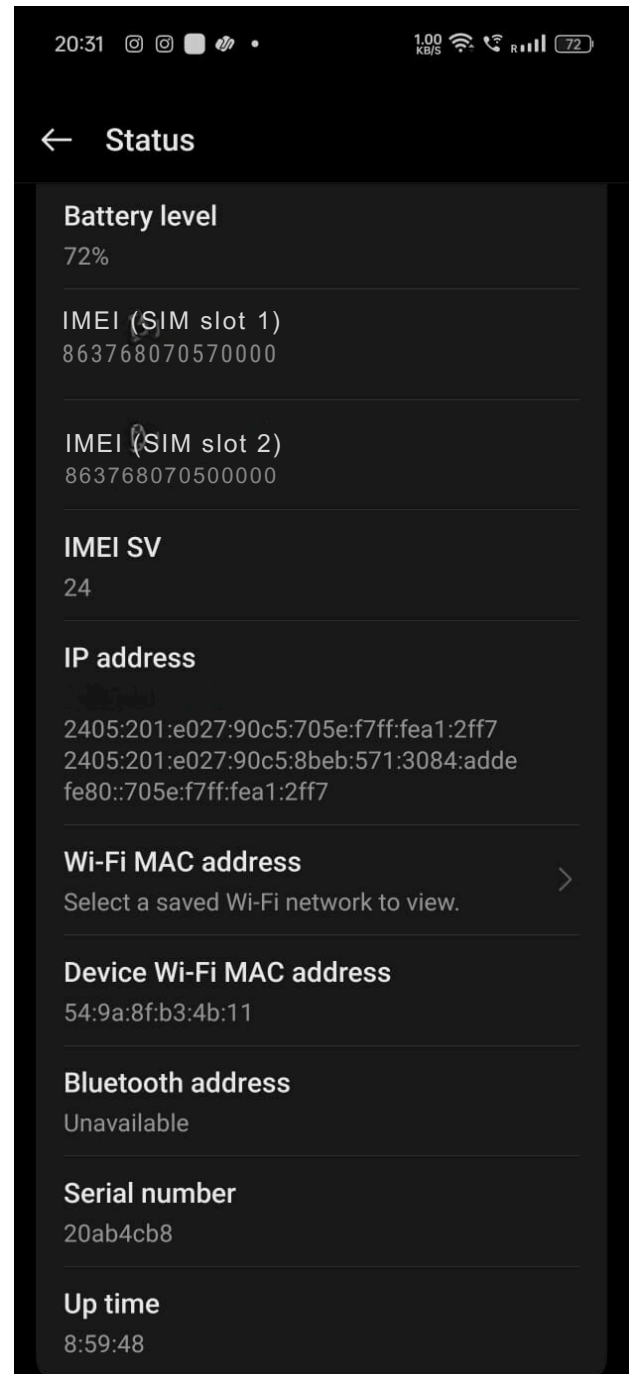 20:31
1.00
KB/S
R
72
Status
Battery level
72%
IMEI (SIM slot 1)
863768070570000
IMEI (SIM slot 2)
863768070500000
IMEI SV
24
IP address
2405:201:e027:90c5:705e:f7ff:fea1:2ff7
2405:201:e027:90c5:8beb:571:3084:adde
fe80::705e:f7ff:fea1:2ff7
Wi-Fi MAC address
Select a saved Wi-Fi network to view.
Device Wi-Fi MAC address
54:9a:8f:b3:4b:11
Bluetooth address
Unavailable
Serial number
20ab4cb8
Up time
8:59:48